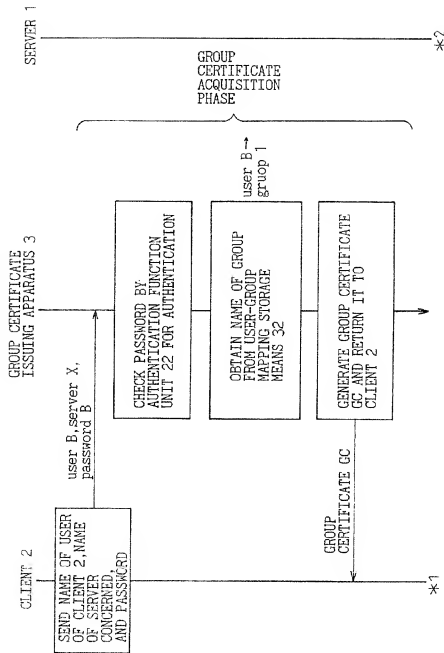 CLIENT 2
GROUP CERTIFICATE
ISSUING APPARATUS 3
SERVER 1
SEND NAME OF USER
OF CLIENT 2,NAME
OF SERVER
CONCERNED,
AND PASSWORD
user B,server X,
password B
CHECK PASSWORD BY
AUTHENTICATION FUNCTION
UNIT 22 FOR AUTHENTICATION
GROUP
CERTIFICATE
ACQUISITION
PHASE
OBTAIN NAME OF GROUP
FROM USER-GROUP
MAPPING STORAGE
MEANS 32
user B→
gruop 1
GENERATE GROUP CERTIFICATE
GC AND RETURN IT TO
CLIENT 2
GROUP
CERTIFICATE GC
*1
*2